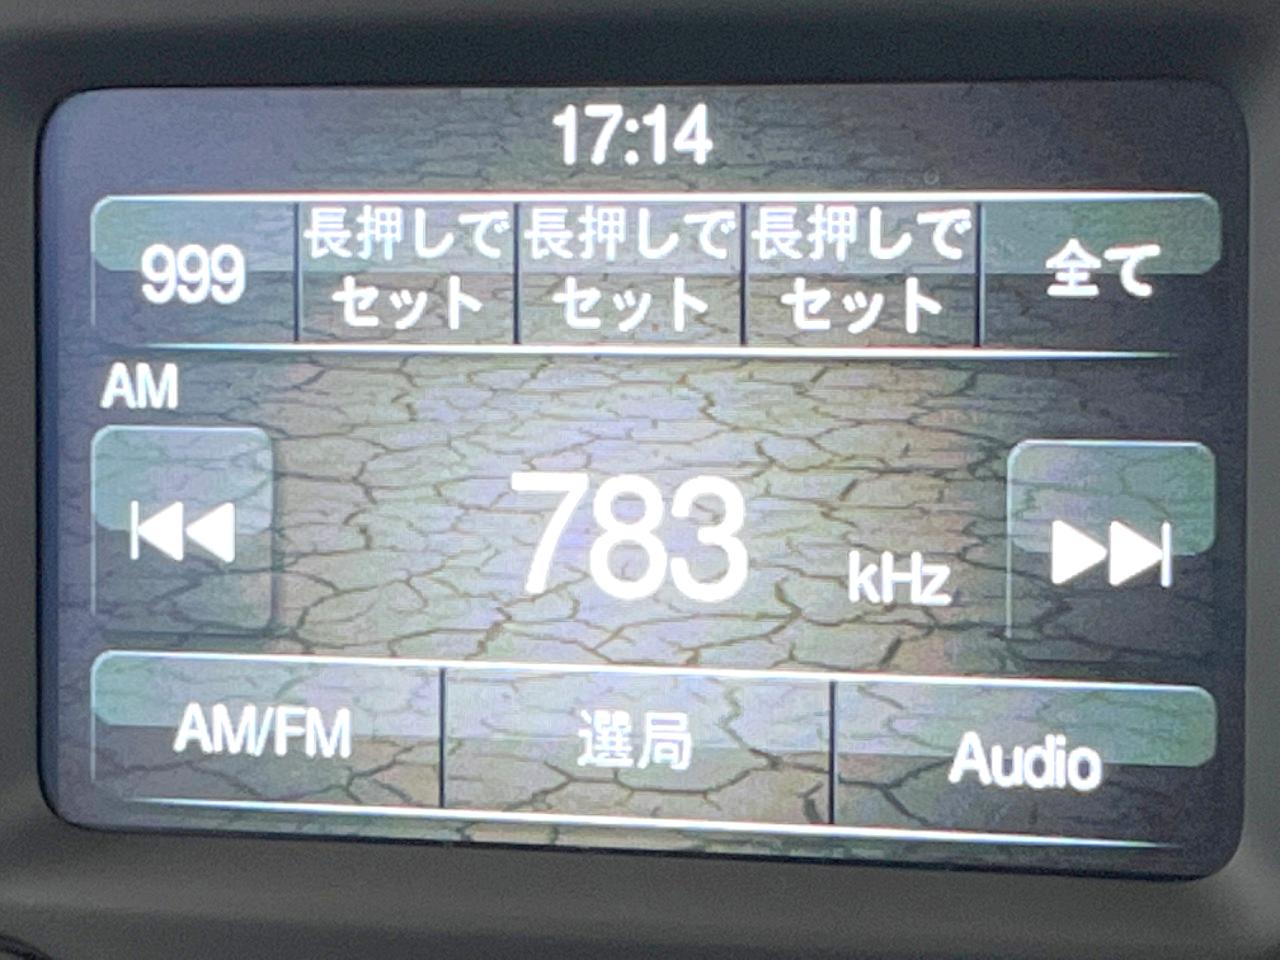 17:14
999
長押しで
セット
長押しで
セット
長押しで
セット
全て
AM
783 kHz
AM/FM
選局
Audio